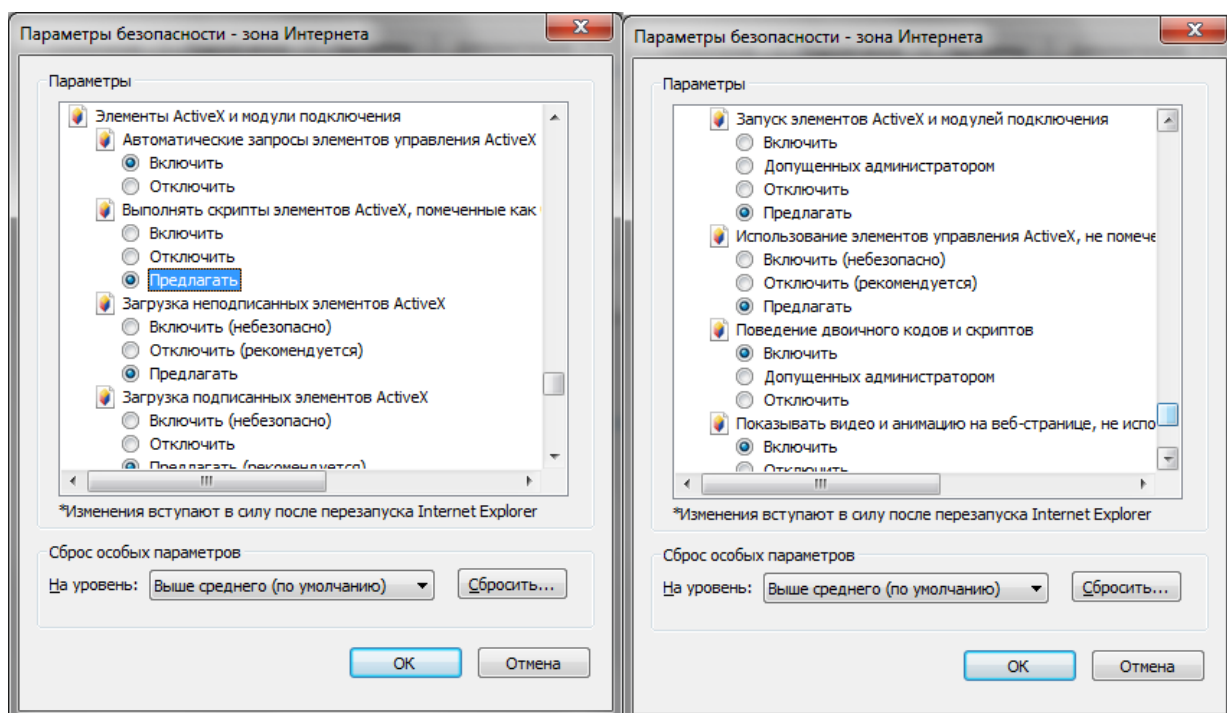 Параметры безопасности - зона Интернета
Параметры
Элементы ActiveX и модули подключения
Автоматические запросы элементов управления ActiveX
Включить
Отключить
Выполнять скрипты элементов ActiveX, помеченные как
Включить
Отключить
Предлагать
Загрузка неподписанных элементов ActiveX
Включить (небезопасно)
Отключить (рекомендуется)
Предлагать
Загрузка подписанных элементов ActiveX
Включить (небезопасно)
Отключить
Предлагать (рекомендуется)
*Изменения вступают в силу после перезапуска Internet Explorer
Сброс особых параметров
На уровень: Выше среднего (по умолчанию) Сбросить...
ОК Отмена
Параметры безопасности - зона Интернета
Параметры
Запуск элементов ActiveX и модулей подключения
Включить
Допущенных администратором
Отключить
Предлагать
Использование элементов управления ActiveX, не помече
Включить (небезопасно)
Отключить (рекомендуется)
Предлагать
Поведение двоичного кодов и скриптов
Включить
Допущенных администратором
Отключить
Показывать видео и анимацию на веб-странице, не испо
Включить
Отключить
*Изменения вступают в силу после перезапуска Internet Explorer
Сброс особых параметров
На уровень: Выше среднего (по умолчанию) Сбросить...
ОК Отмена